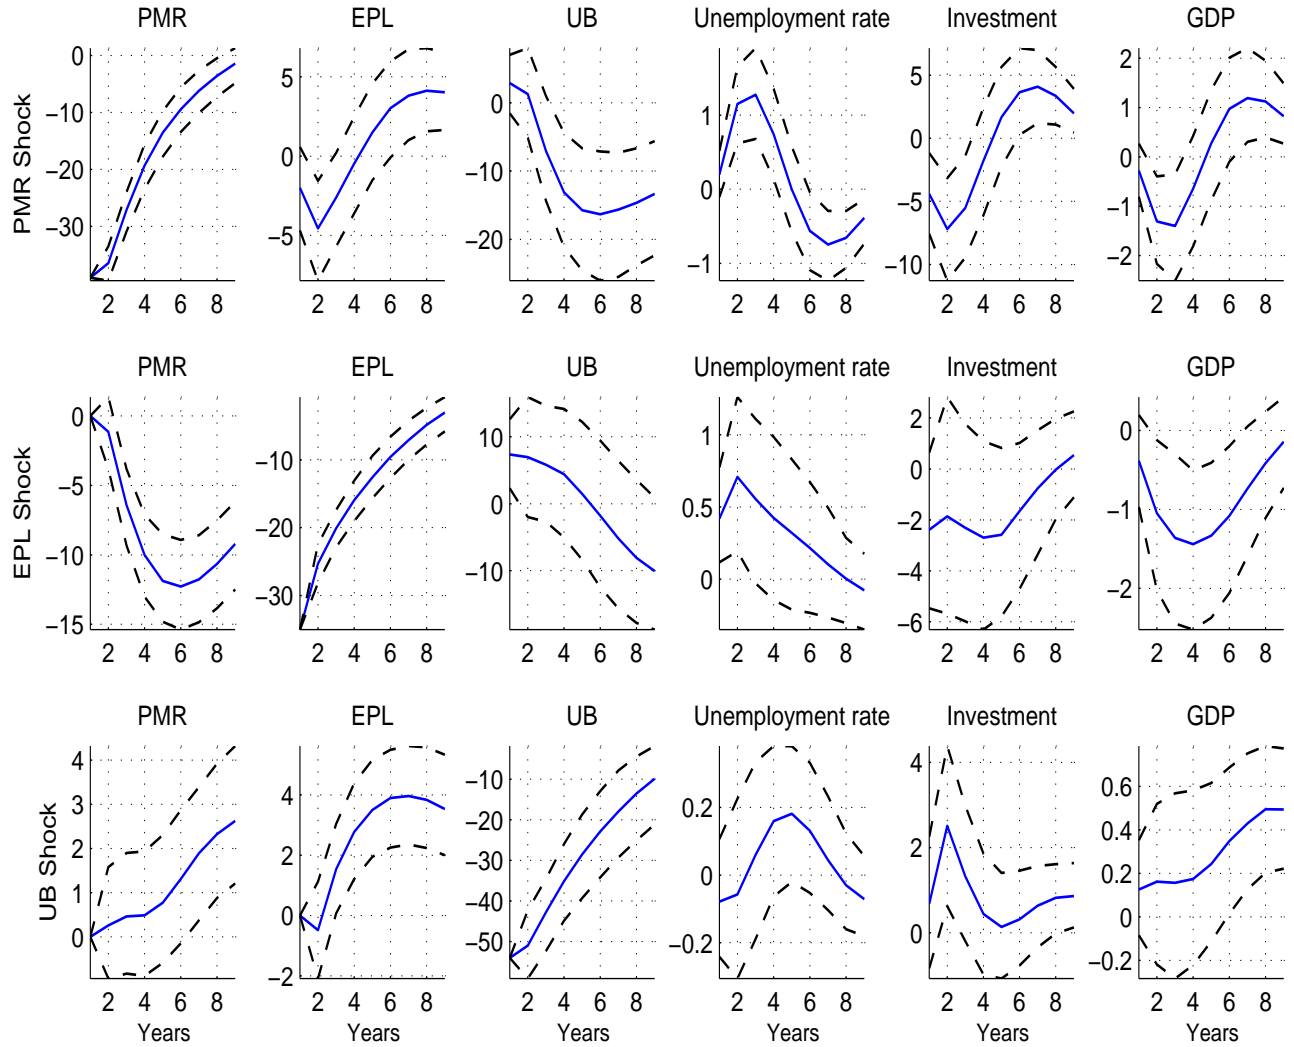 PMR EPL UB Unemployment rate Investment GDP
PMR Shock
0 −10 −20 −30
5 0 −5
0 −10 −20
1 0 −1
5 0 −5 −10
2 1 0 −1 −2
2 4 6 8 2 4 6 8 2 4 6 8 2 4 6 8 2 4 6 8 2 4 6 8
PMR EPL UB Unemployment rate Investment GDP
EPL Shock
0 −5 −10 −15
−10 −20 −30
10 0 −10
1 0.5 0
2 0 −2 −4 −6
0 −1 −2
2 4 6 8 2 4 6 8 2 4 6 8 2 4 6 8 2 4 6 8 2 4 6 8
PMR EPL UB Unemployment rate Investment GDP
UB Shock
4 3 2 1 0
4 2 0 −2
−10 −20 −30 −40 −50
0.2 0 −0.2
4 2 0
0.6 0.4 0.2 0 −0.2
2 4 6 8 2 4 6 8 2 4 6 8 2 4 6 8 2 4 6 8 2 4 6 8
Years Years Years Years Years Years